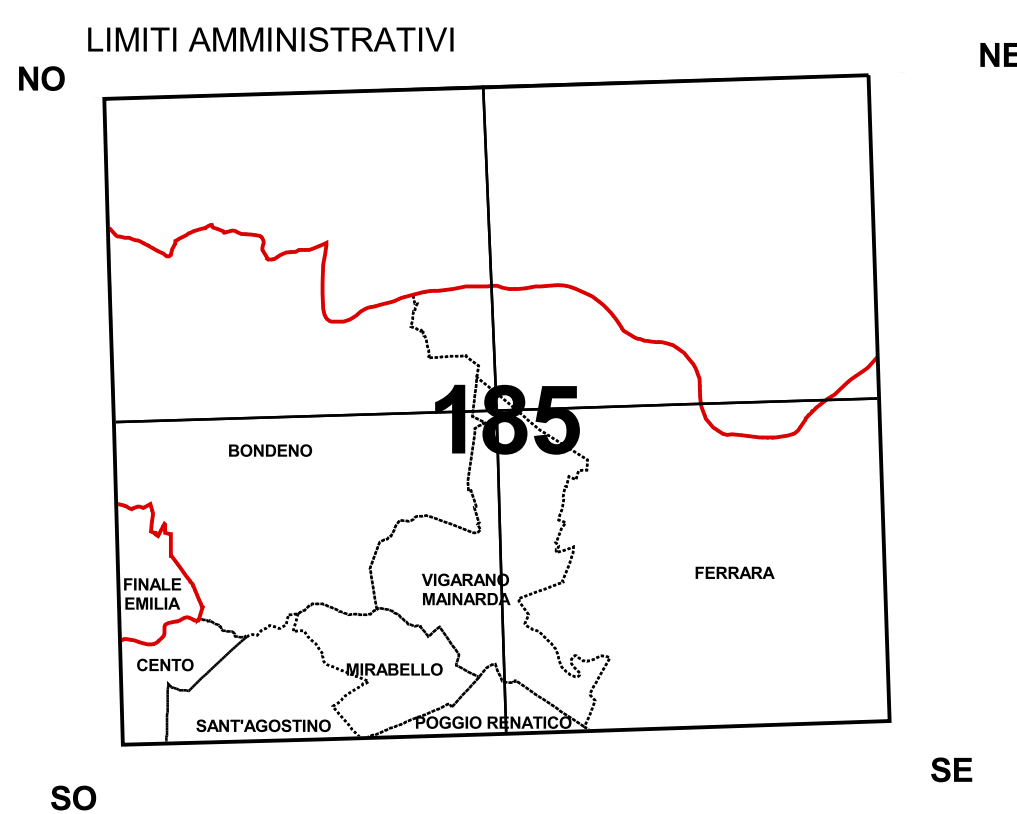 LIMITI AMMINISTRATIVI
NO
NE
185
BONDENO
FINALE
EMILIA
VIGARANO
MAINARDA
FERRARA
CENTO
MIRABELLO
SANT'AGOSTINO
POGGIO RENATICO
SO
SE